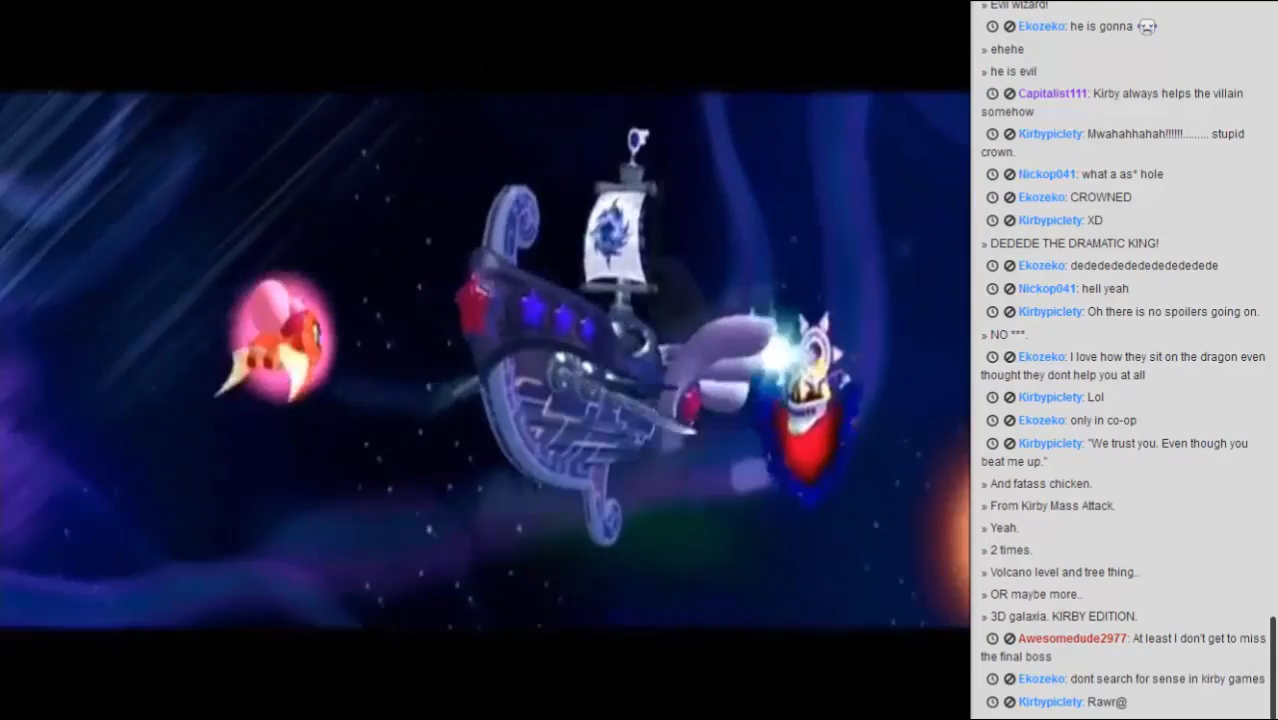 » Evil wizard!
Ekozeko: he is gonna
» ehehe
» he is evil
Capitalist111: Kirby always helps the villain
somehow
Kirbypiclety: Mwahahhahah!!!!!!......... stupid
crown.
Nickop041: what a as* hole
Ekozeko: CROWNED
Kirbypiclety: XD
» DEDEDE THE DRAMATIC KING!
Ekozeko: dedededededededede
Nickop041: hell yeah
Kirbypiclety: Oh there is no spoilers going on.
» NO ***.
Ekozeko: I love how they sit on the dragon even
thought they dont help you at all
Kirbypiclety: Lol
Ekozeko: only in co-op
Kirbypiclety: "We trust you. Even though you
beat me up."
» And fatass chicken.
» From Kirby Mass Attack.
» Yeah.
» 2 times.
» Volcano level and tree thing..
» OR maybe more..
» 3D galaxia. KIRBY EDITION.
Awesomedude2977: At least I don't get to miss
the final boss
Ekozeko: dont search for sense in kirby games
Kirbypiclety: Rawr@